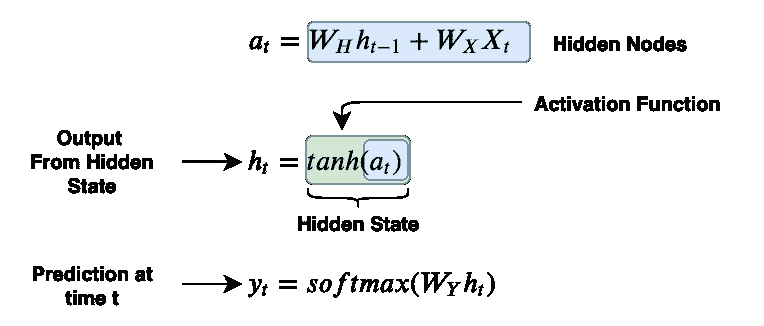 a_t = W_H h_{t-1} + W_X X_t
Hidden Nodes
Activation Function
Output
From Hidden
State
h_t = tanh(a_t)
Hidden State
Prediction at
time t
y_t = softmax(W_Y h_t)